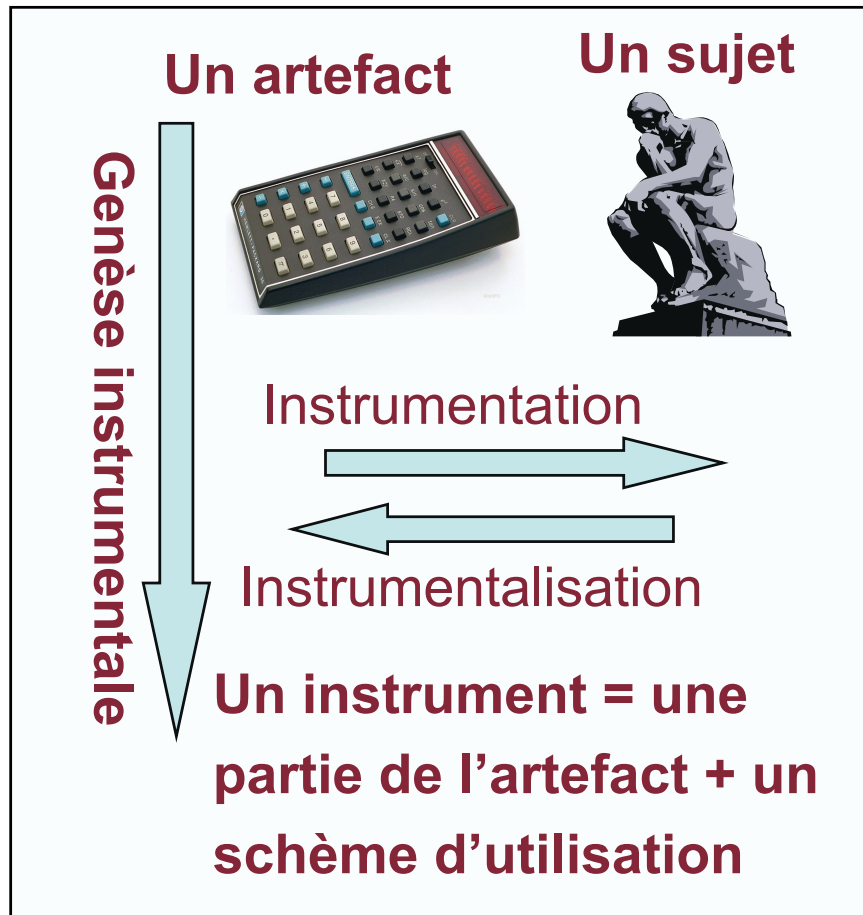 Un artefact
Un sujet
Genèse instrumentale
Instrumentation
Instrumentalisation
Un instrument = une
partie de l’artefact + un
schème d’utilisation